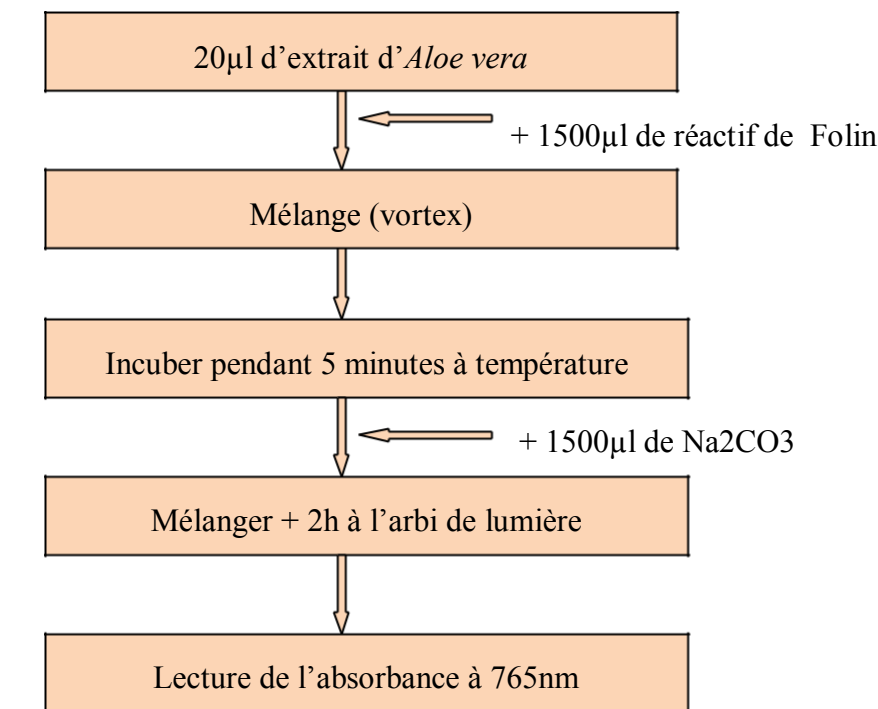 20µl d’extrait d’Aloe vera
+ 1500µl de réactif de Folin
Mélange (vortex)
Incuber pendant 5 minutes à température
+ 1500µl de Na2CO3
Mélanger + 2h à l’arbi de lumière
Lecture de l’absorbance à 765nm